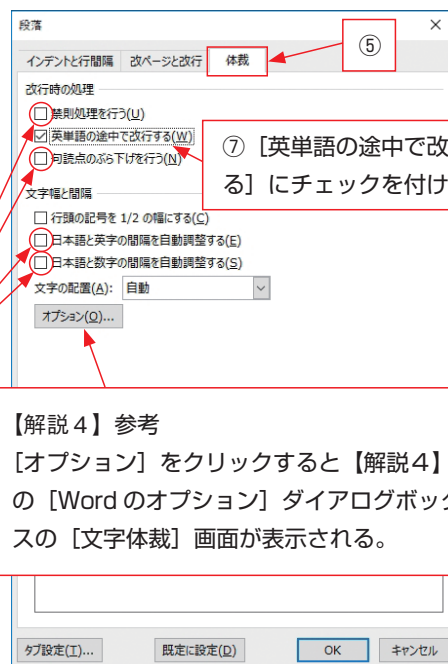 段落
×
⑤
インデントと行間隔 改ページと改行 体裁
改行時の処理
禁則処理を行う(U)
英単語の途中で改行する(W)
句読点のぶら下げを行う(N)
⑦［英単語の途中で改
る］にチェックを付け
文字幅と間隔
行頭の記号を 1/2 の幅にする(C)
日本語と英字の間隔を自動調整する(E)
日本語と数字の間隔を自動調整する(S)
文字の配置(A): 自動
オプション(O)...
【解説４】参考
［オプション］をクリックすると【解説４】
の［Word のオプション］ダイアログボック
スの［文字体裁］画面が表示される。
タブ設定(T)... 既定に設定(D) OK キャンセル